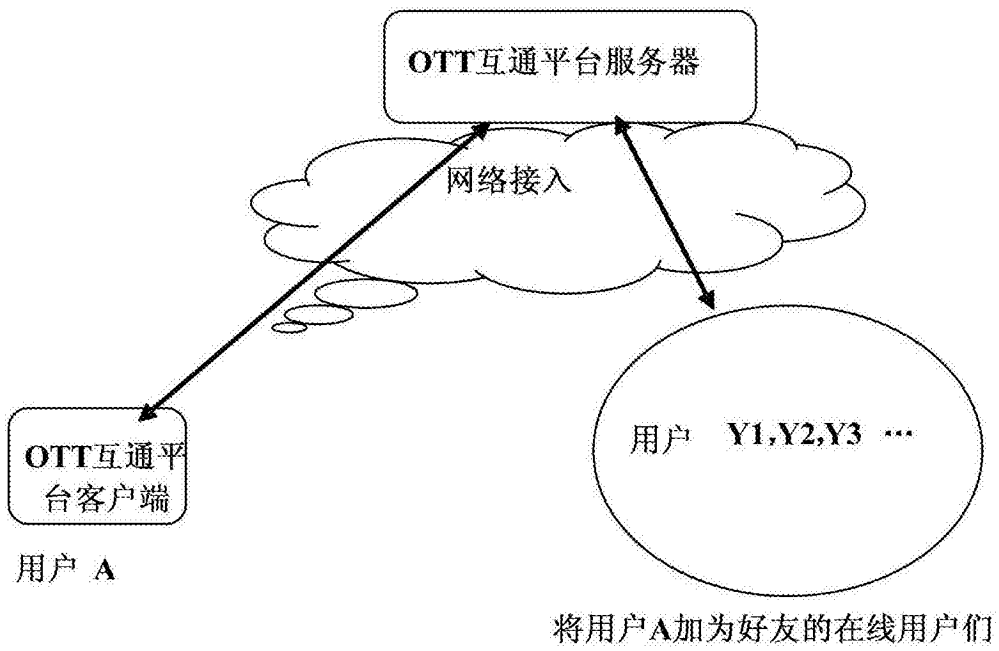 OTT互通平台服务器
网络接入
OTT互通平
台客户端
用户 A
用户 Y1,Y2,Y3 …
将用户A加为好友的在线用户们